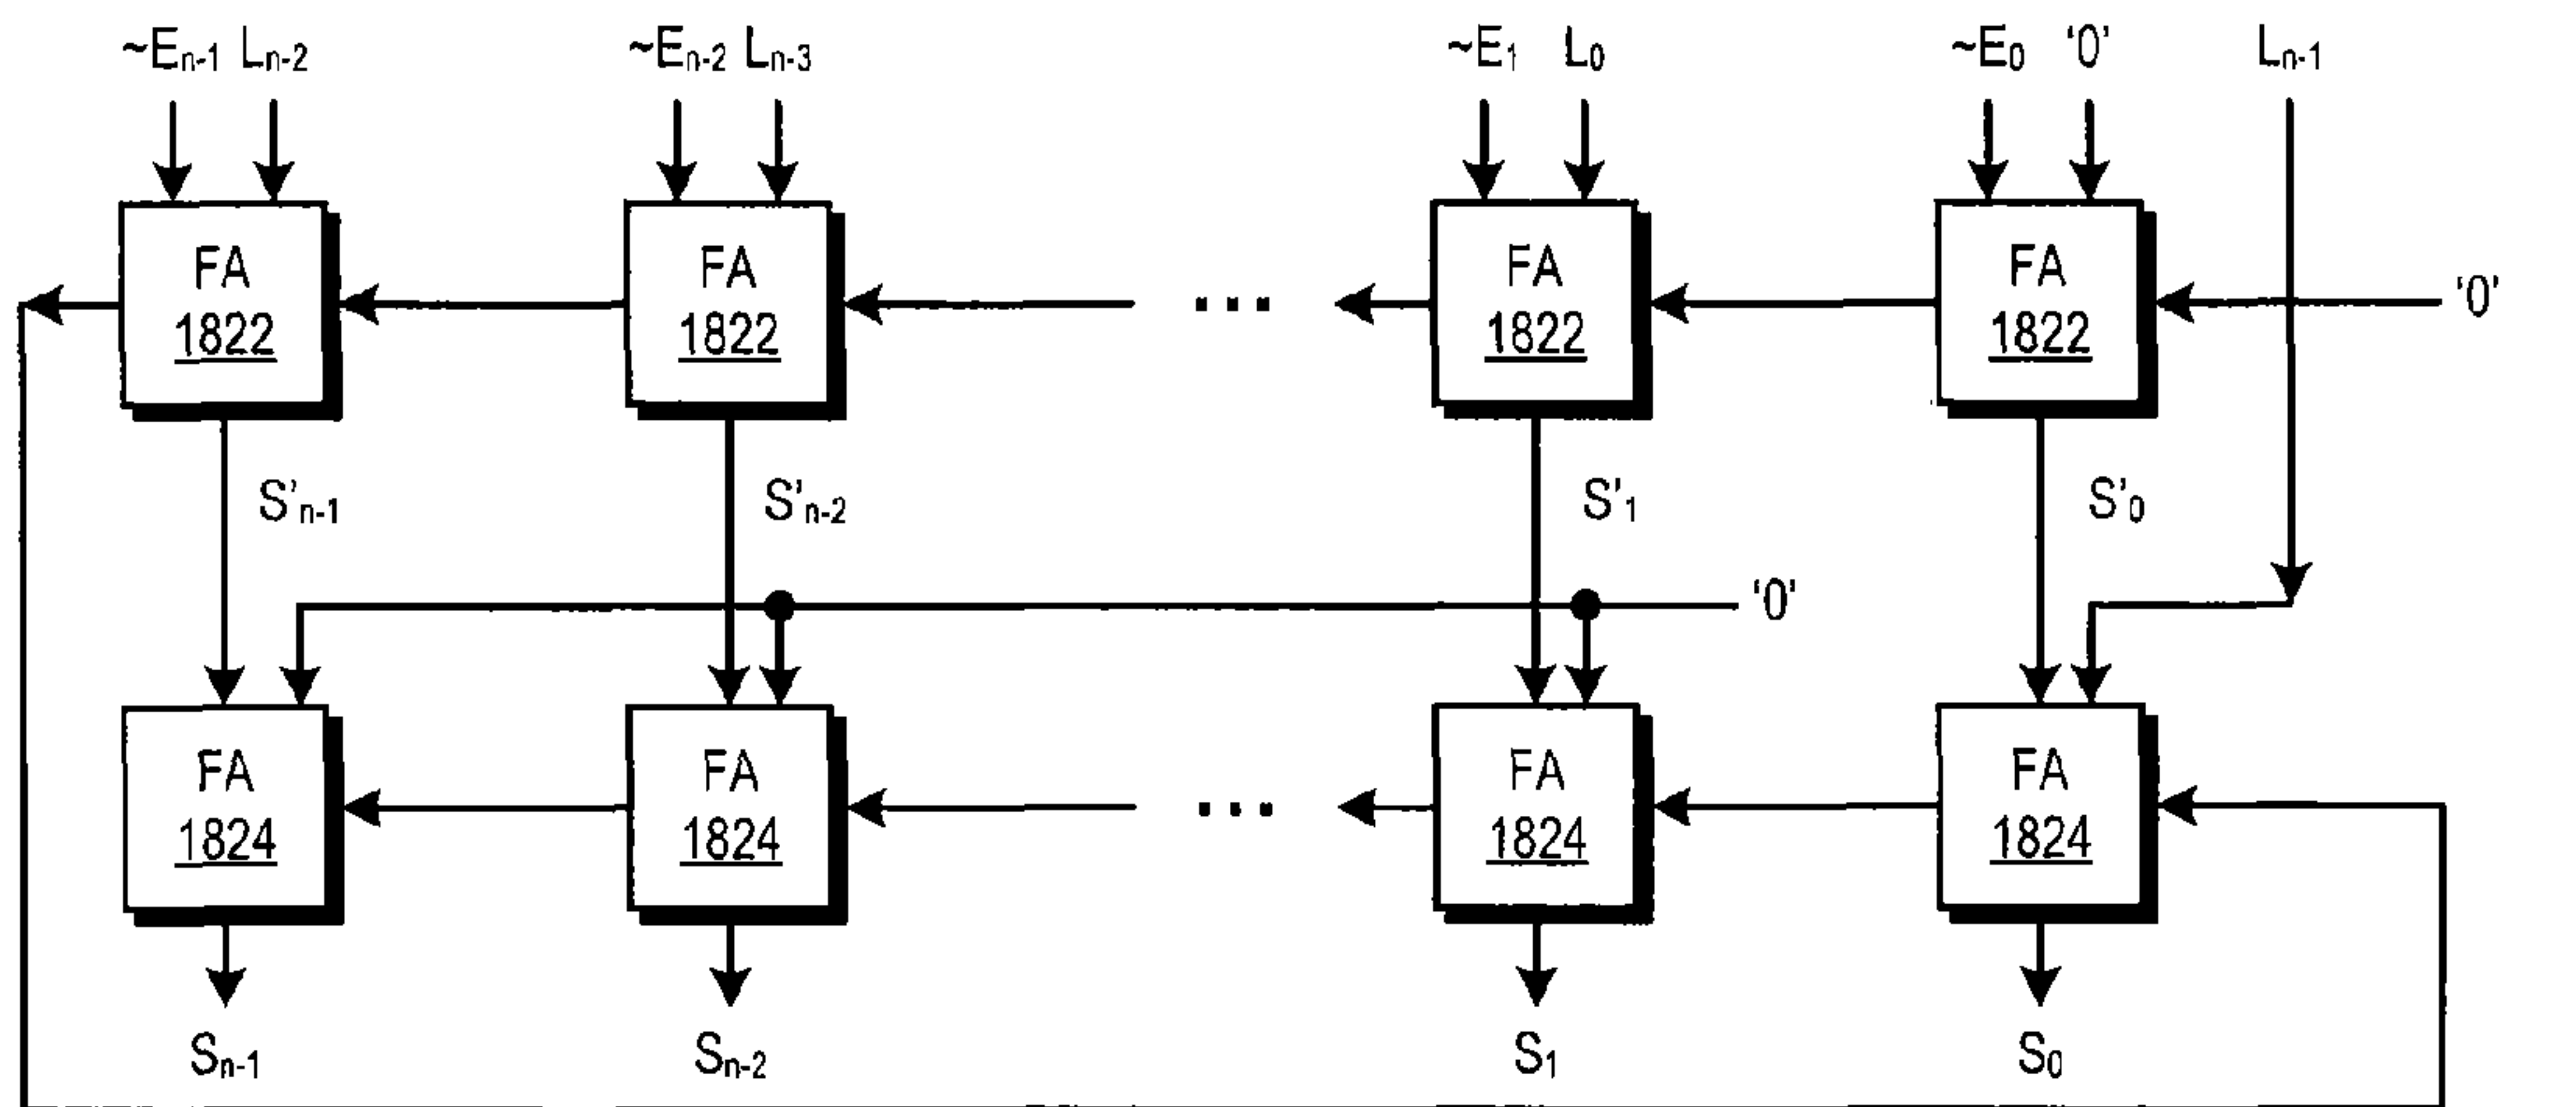 ~Eₙ₋₁ Lₙ₋₂ ~Eₙ₋₂ Lₙ₋₃ ~E₁ L₀ ~E₀ '0' Lₙ₋₁
FA FA FA FA
1822 1822 ... 1822 1822 '0'
S'ₙ₋₁ S'ₙ₋₂ S'₁ S'₀
'0'
FA FA FA FA
1824 1824 ... 1824 1824
Sₙ₋₁ Sₙ₋₂ S₁ S₀